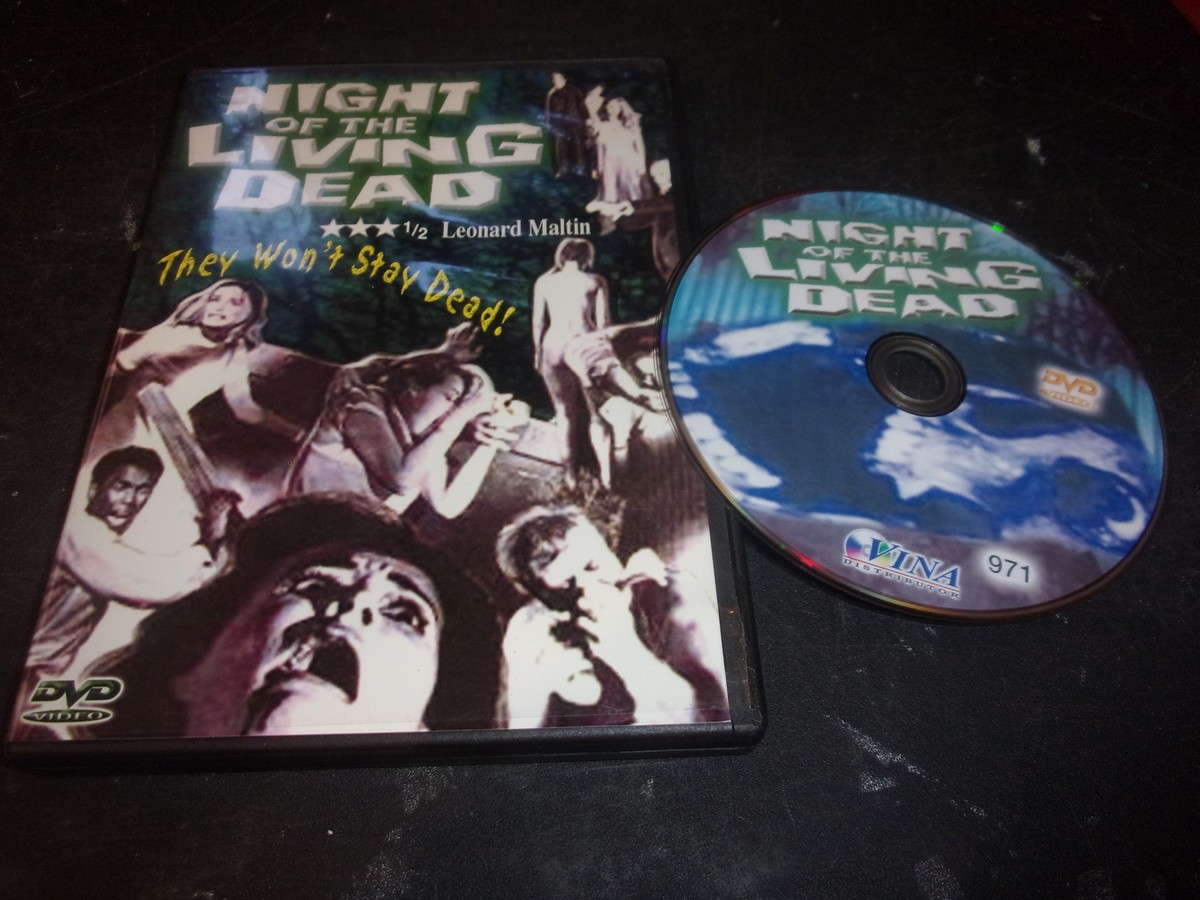 NIGHT
OF THE
LIVING
DEAD
★★★ 1/2 Leonard Maltin
They Won't Stay Dead!
DVD
VIDEO
NIGHT
OF THE
LIVING
DEAD
DVD
VIDEO
VINA
DISTRIBUTOR
971